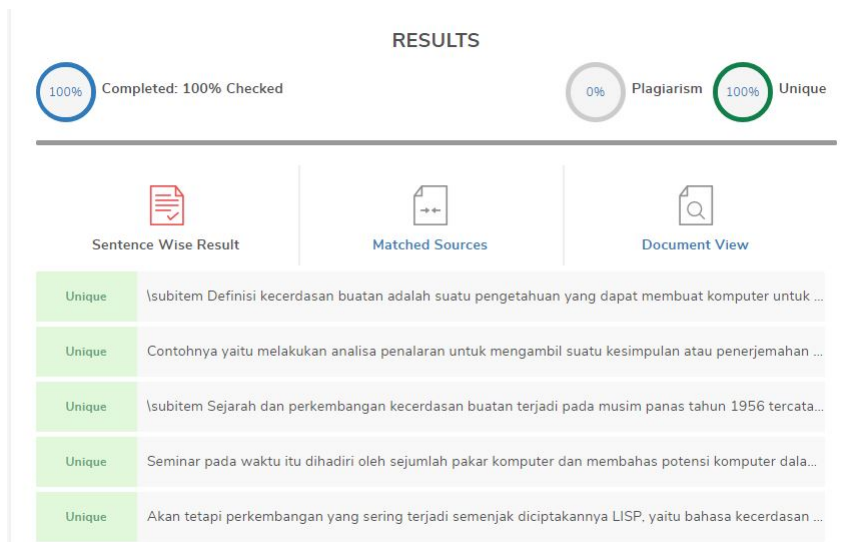 RESULTS
100% Completed: 100% Checked 0% Plagiarism 100% Unique
Sentence Wise Result Matched Sources Document View
Unique \subitem Definisi kecerdasan buatan adalah suatu pengetahuan yang dapat membuat komputer untuk ...
Unique Contohnya yaitu melakukan analisa penalaran untuk mengambil suatu kesimpulan atau penerjemahan ...
Unique \subitem Sejarah dan perkembangan kecerdasan buatan terjadi pada musim panas tahun 1956 tercata...
Unique Seminar pada waktu itu dihadiri oleh sejumlah pakar komputer dan membahas potensi komputer dala...
Unique Akan tetapi perkembangan yang sering terjadi semenjak diciptakannya LISP, yaitu bahasa kecerdasan ...